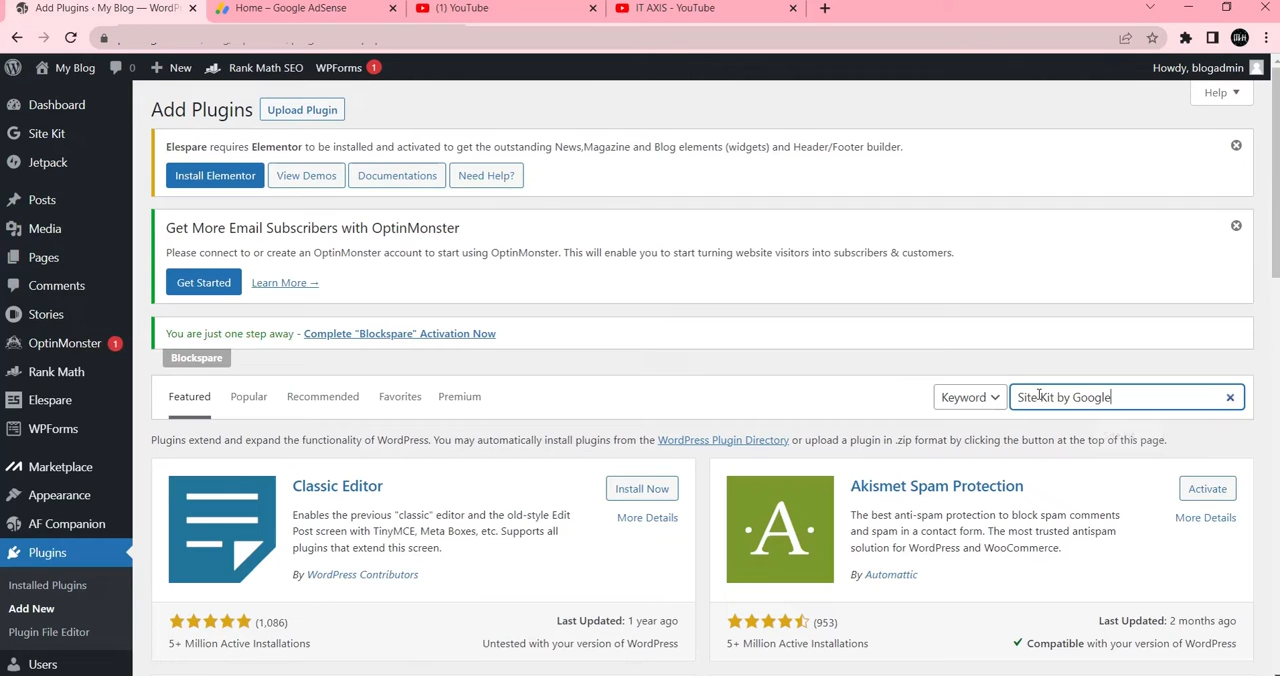 Add Plugins ‹ My Blog — WordP
Home – Google AdSense
(1) YouTube
IT AXIS - YouTube
My Blog
0
New
Rank Math SEO
WPForms 1
Howdy, blogadmin
Dashboard
Site Kit
Jetpack
Posts
Media
Pages
Comments
Stories
OptinMonster 1
Rank Math
Elespare
WPForms
Marketplace
Appearance
AF Companion
Plugins
Installed Plugins
Add New
Plugin File Editor
Users
Help
Add Plugins
Upload Plugin
Elespare requires Elementor to be installed and activated to get the outstanding News,Magazine and Blog elements (widgets) and Header/Footer builder.
Install Elementor
View Demos
Documentations
Need Help?
Get More Email Subscribers with OptinMonster
Please connect to or create an OptinMonster account to start using OptinMonster. This will enable you to start turning website visitors into subscribers & customers.
Get Started
Learn More →
You are just one step away - Complete "Blockspare" Activation Now
Blockspare
Featured
Popular
Recommended
Favorites
Premium
Keyword
Site Kit by Google
Plugins extend and expand the functionality of WordPress. You may automatically install plugins from the WordPress Plugin Directory or upload a plugin in .zip format by clicking the button at the top of this page.
Classic Editor
Install Now
More Details
Enables the previous "classic" editor and the old-style Edit
Post screen with TinyMCE, Meta Boxes, etc. Supports all
plugins that extend this screen.
By WordPress Contributors
(1,086)
Last Updated: 1 year ago
5+ Million Active Installations
Untested with your version of WordPress
Akismet Spam Protection
Activate
More Details
The best anti-spam protection to block spam comments
and spam in a contact form. The most trusted antispam
solution for WordPress and WooCommerce.
By Automattic
(953)
Last Updated: 2 months ago
5+ Million Active Installations
Compatible with your version of WordPress